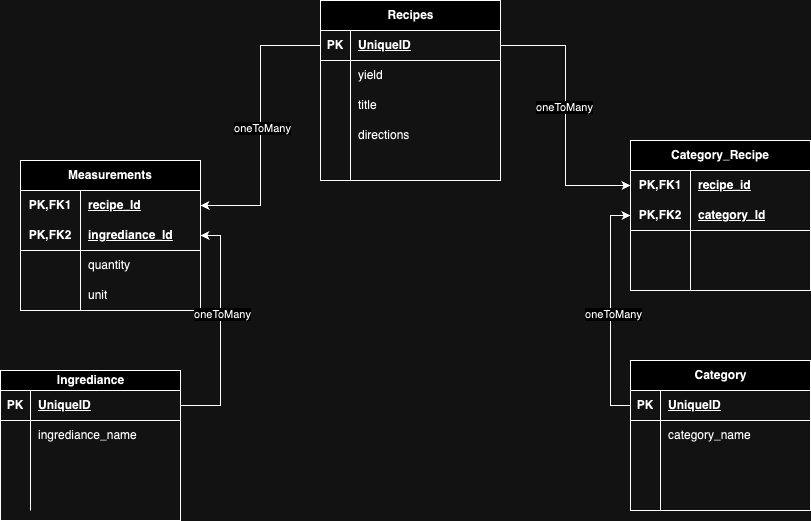 Recipes
PK UniqueID
yield
title
directions
oneToMany
oneToMany
Measurements
PK,FK1 recipe_Id
PK,FK2 ingrediance_Id
quantity
unit
Category_Recipe
PK,FK1 recipe_id
PK,FK2 category_Id
oneToMany
oneToMany
Ingrediance
PK UniqueID
ingrediance_name
Category
PK UniqueID
category_name